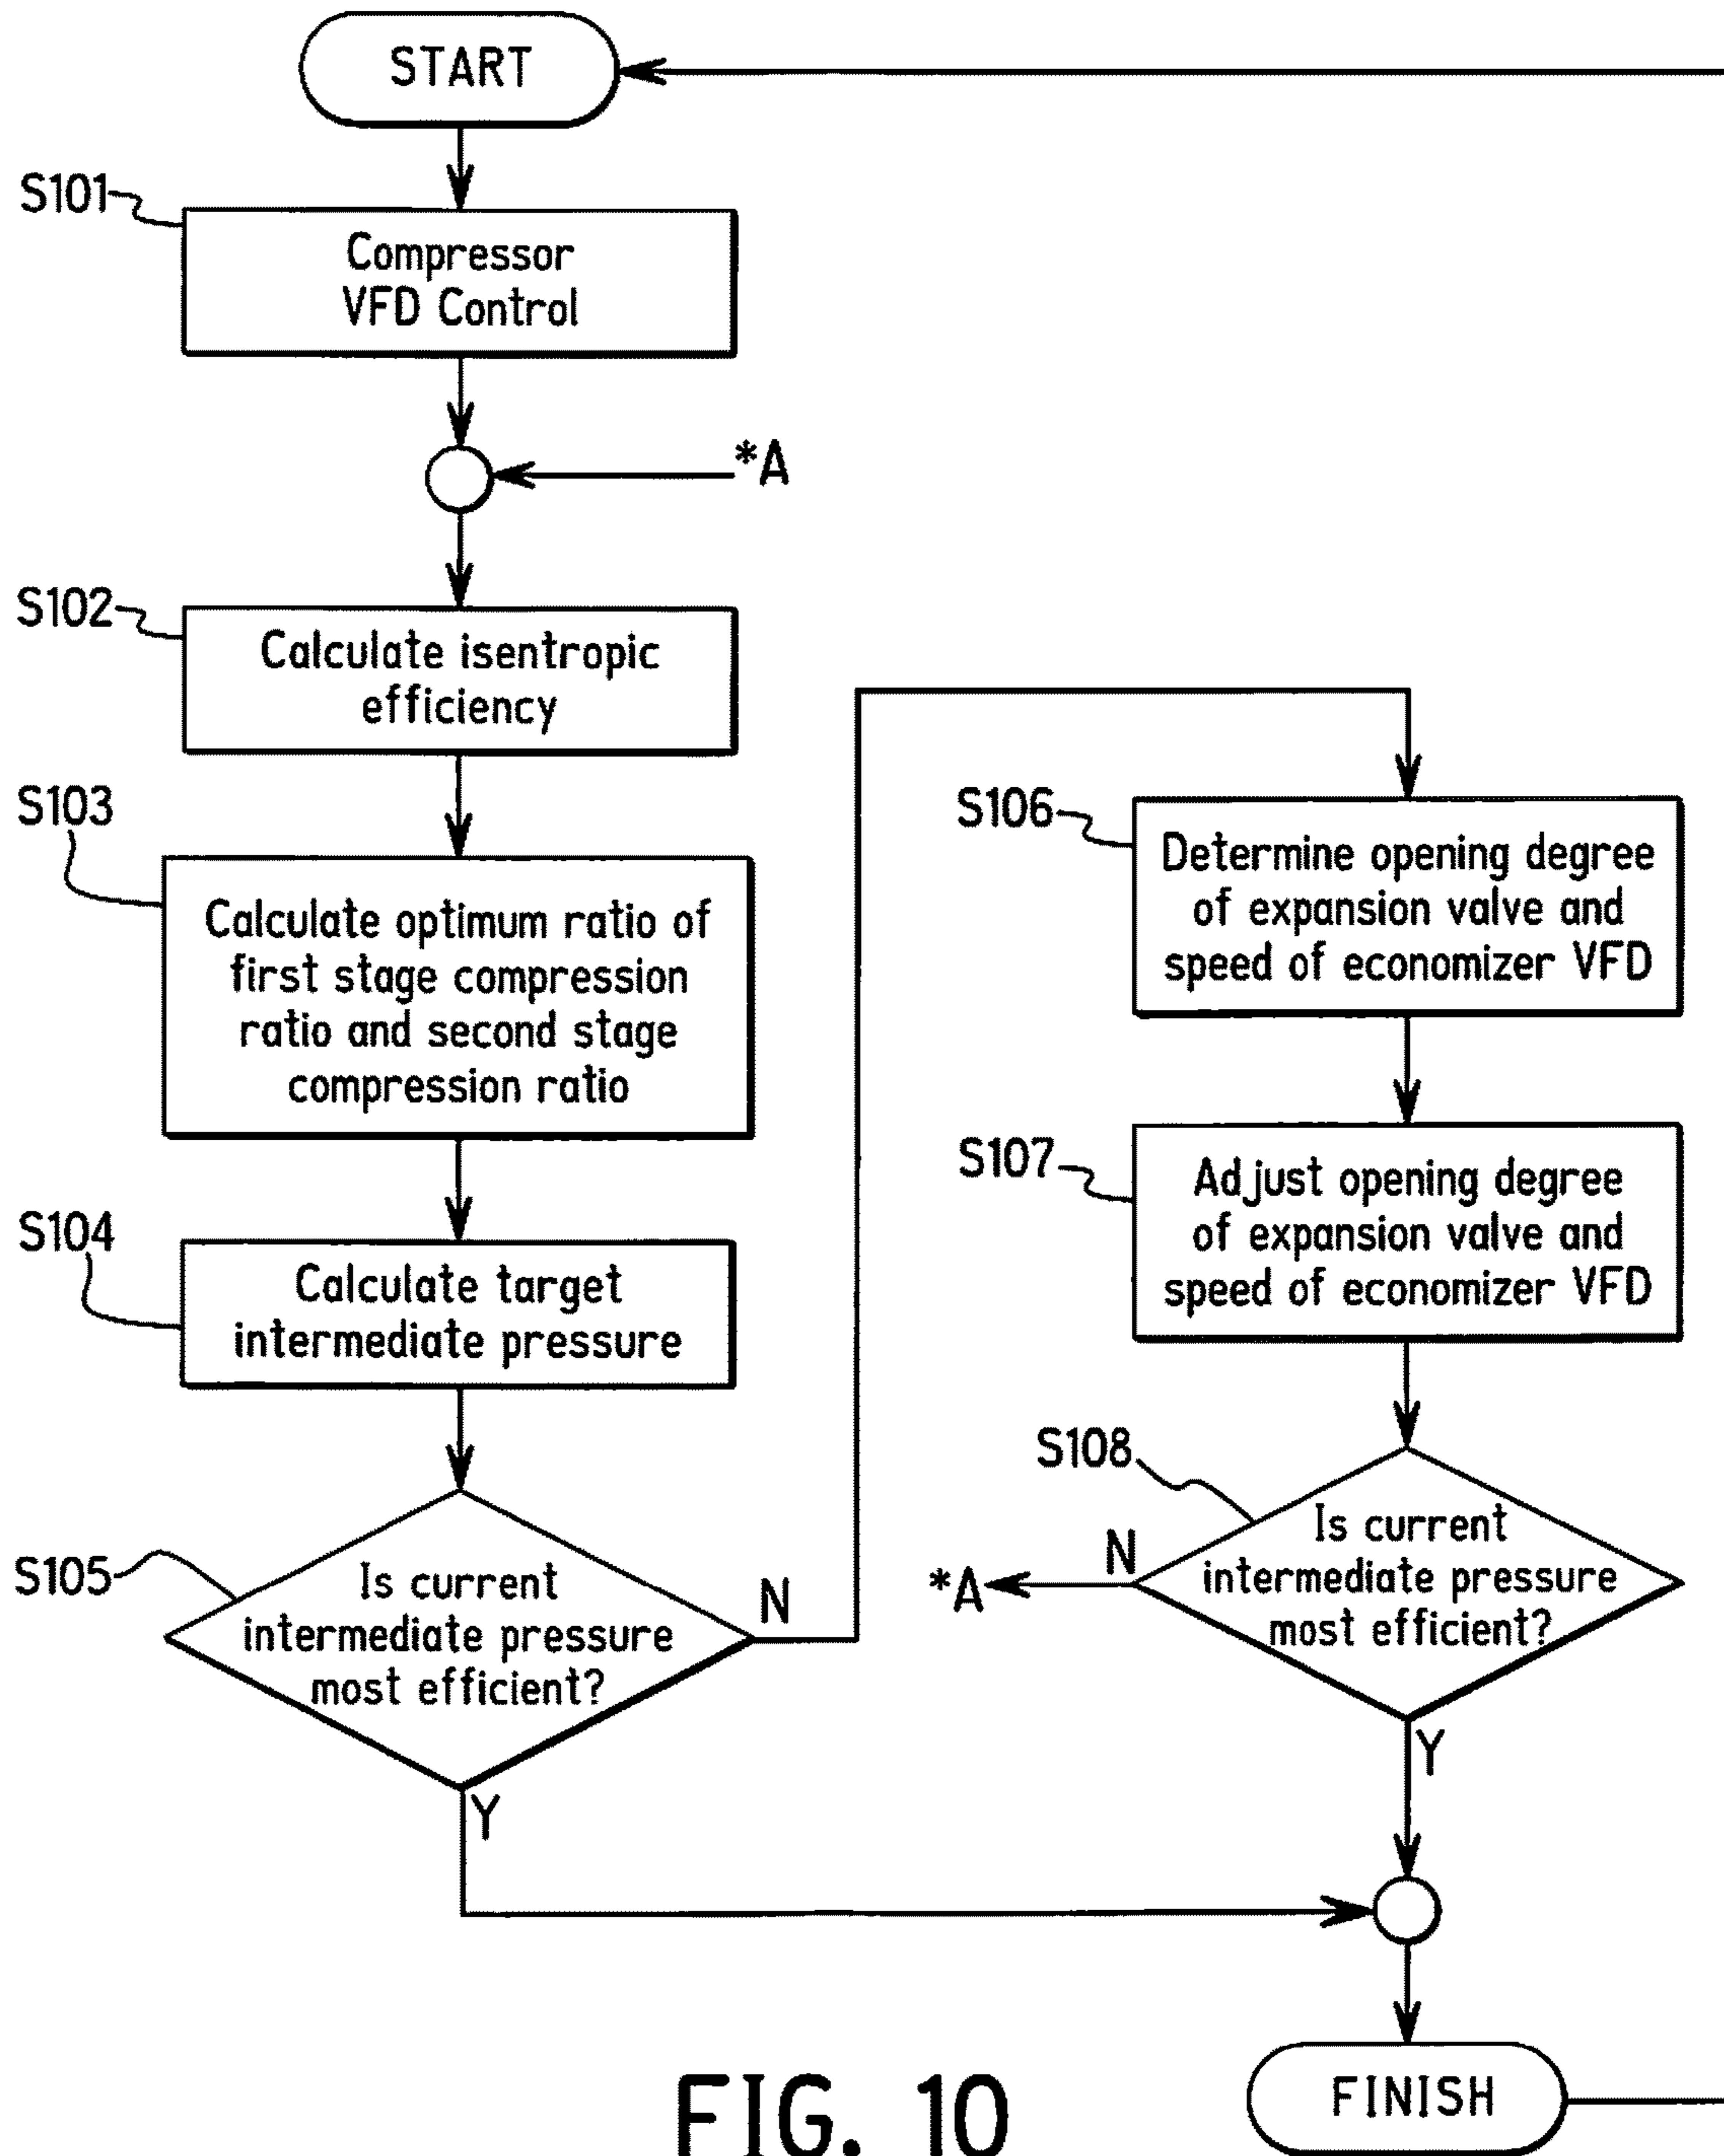 START
S101
Compressor
VFD Control
*A
S102
Calculate isentropic
efficiency
S103
Calculate optimum ratio of
first stage compression
ratio and second stage
compression ratio
S104
Calculate target
intermediate pressure
S105
Is current
intermediate pressure
most efficient?
N
Y
S106
Determine opening degree
of expansion valve and
speed of economizer VFD
S107
Adjust opening degree
of expansion valve and
speed of economizer VFD
S108
Is current
intermediate pressure
most efficient?
N
*A
Y
FINISH
FIG. 10